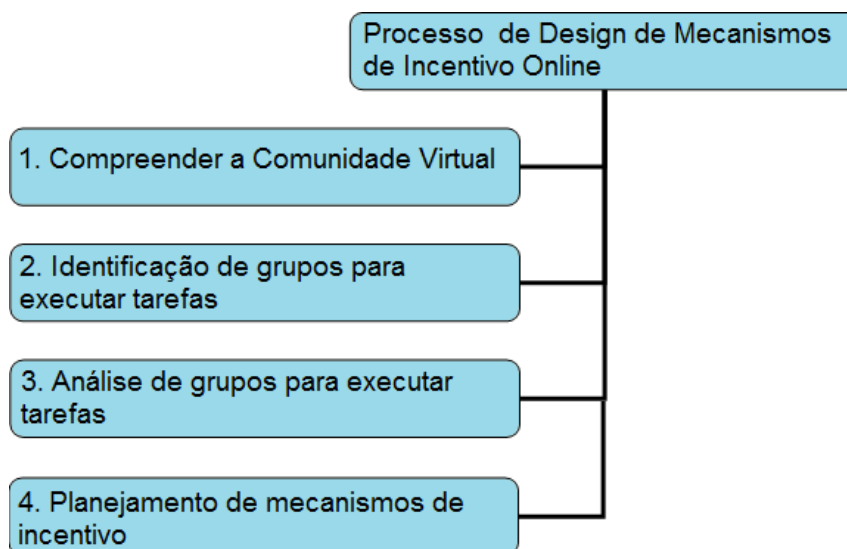 Processo de Design de Mecanismos
de Incentivo Online
1. Compreender a Comunidade Virtual
2. Identificação de grupos para
executar tarefas
3. Análise de grupos para executar
tarefas
4. Planejamento de mecanismos de
incentivo